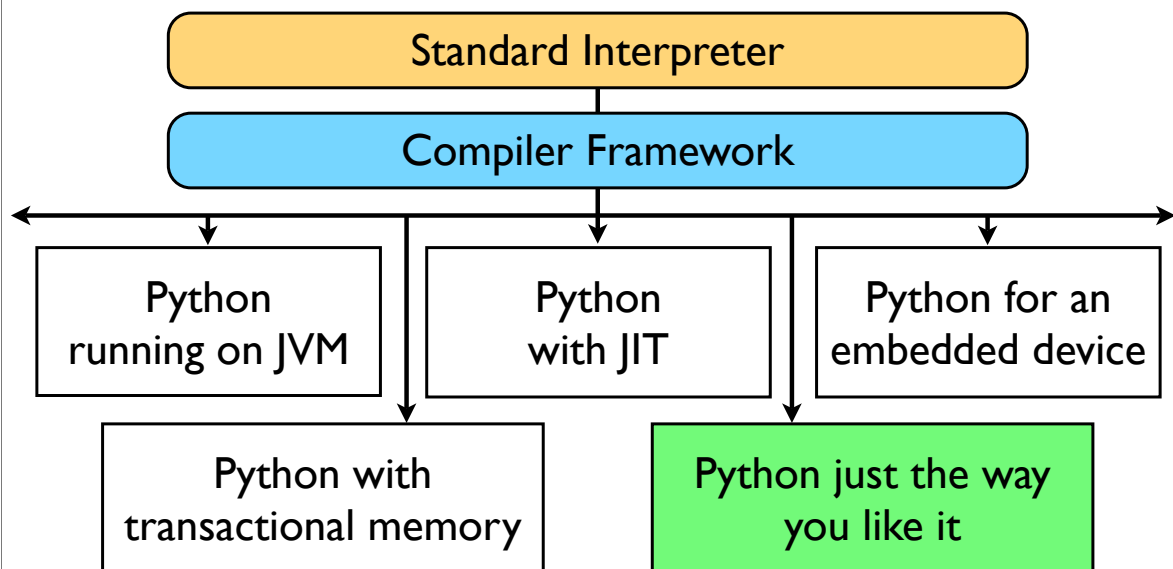 Standard Interpreter
Compiler Framework
Python
running on JVM
Python
with JIT
Python for an
embedded device
Python with
transactional memory
Python just the way
you like it